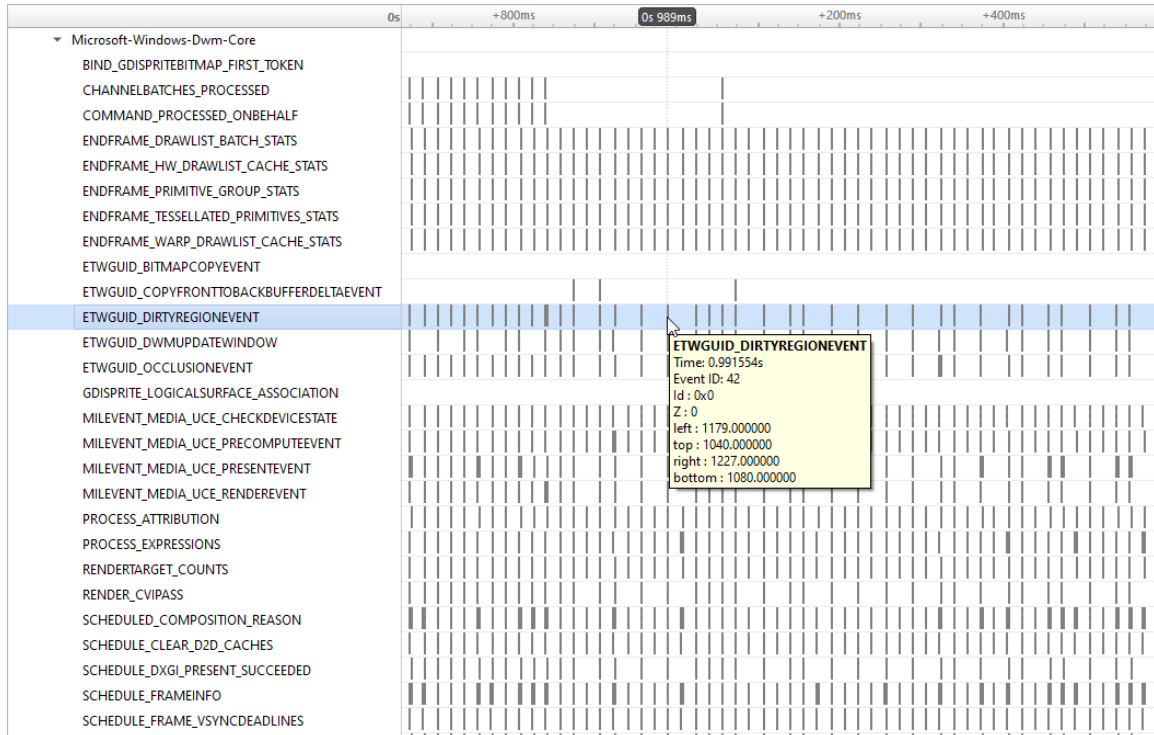 0s +800ms 0s 989ms +200ms +400ms
Microsoft-Windows-Dwm-Core
BIND_GDISPRITEBITMAP_FIRST_TOKEN
CHANNELBATCHES_PROCESSED
COMMAND_PROCESSED_ONBEHALF
ENDFRAME_DRAWLIST_BATCH_STATS
ENDFRAME_HW_DRAWLIST_CACHE_STATS
ENDFRAME_PRIMITIVE_GROUP_STATS
ENDFRAME_TESSELLATED_PRIMITIVES_STATS
ENDFRAME_WARP_DRAWLIST_CACHE_STATS
ETWGUID_BITMAPCOPYEVENT
ETWGUID_COPYFRONTTOBACKBUFFERDELTAEVENT
ETWGUID_DIRTYREGIONEVENT
ETWGUID_DWMUPDATEWINDOW
ETWGUID_OCCLUSIONEVENT
GDISPRITE_LOGICALSURFACE_ASSOCIATION
MILEVENT_MEDIA_UCE_CHECKDEVICESTATE
MILEVENT_MEDIA_UCE_PRECOMPUTEEVENT
MILEVENT_MEDIA_UCE_PRESENTEVENT
MILEVENT_MEDIA_UCE_RENDEREVENT
PROCESS_ATTRIBUTION
PROCESS_EXPRESSIONS
RENDERTARGET_COUNTS
RENDER_CVIPASS
SCHEDULED_COMPOSITION_REASON
SCHEDULE_CLEAR_D2D_CACHES
SCHEDULE_DXGI_PRESENT_SUCCEEDED
SCHEDULE_FRAMEINFO
SCHEDULE_FRAME_VSYNCDEADLINES
ETWGUID_DIRTYREGIONEVENT
Time: 0.991554s
Event ID: 42
Id : 0x0
Z : 0
left : 1179.000000
top : 1040.000000
right : 1227.000000
bottom : 1080.000000